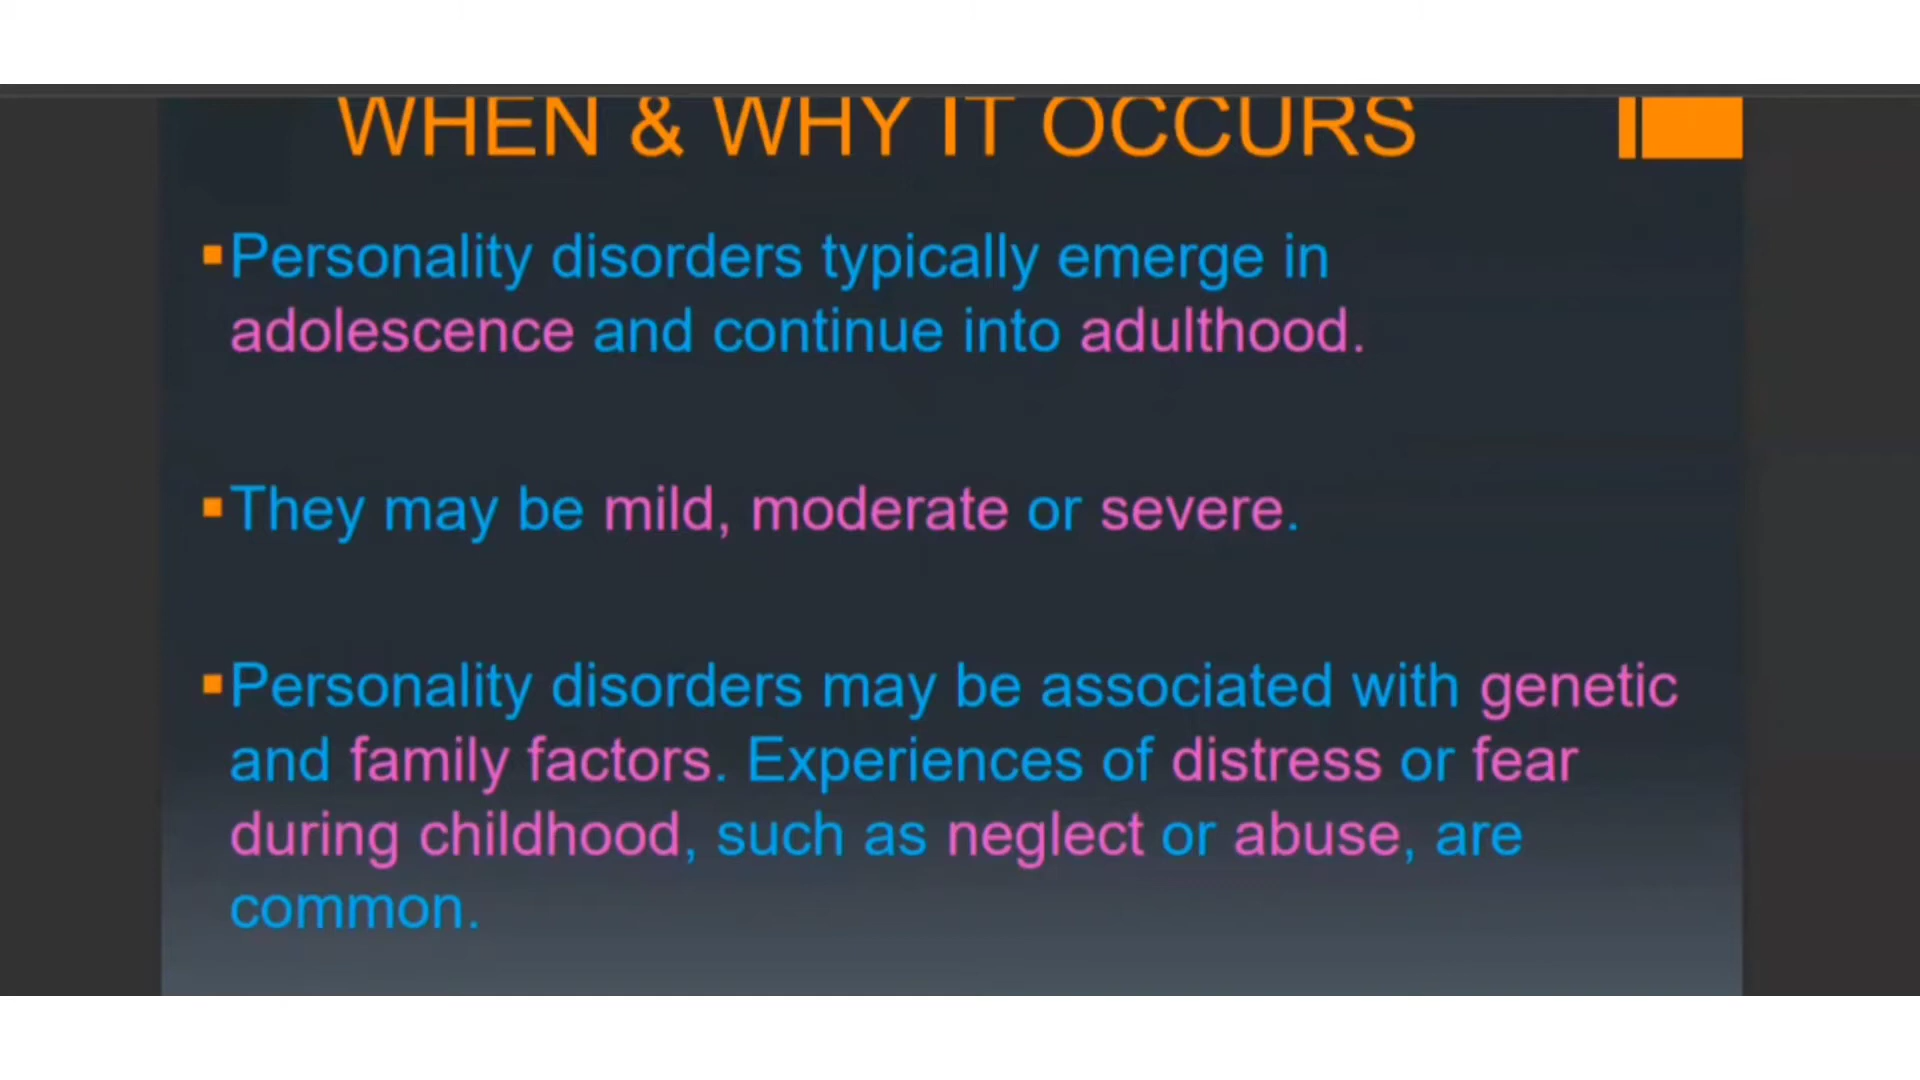 WHEN & WHY IT OCCURS
Personality disorders typically emerge in
adolescence and continue into adulthood.
They may be mild, moderate or severe.
Personality disorders may be associated with genetic
and family factors. Experiences of distress or fear
during childhood, such as neglect or abuse, are
common.